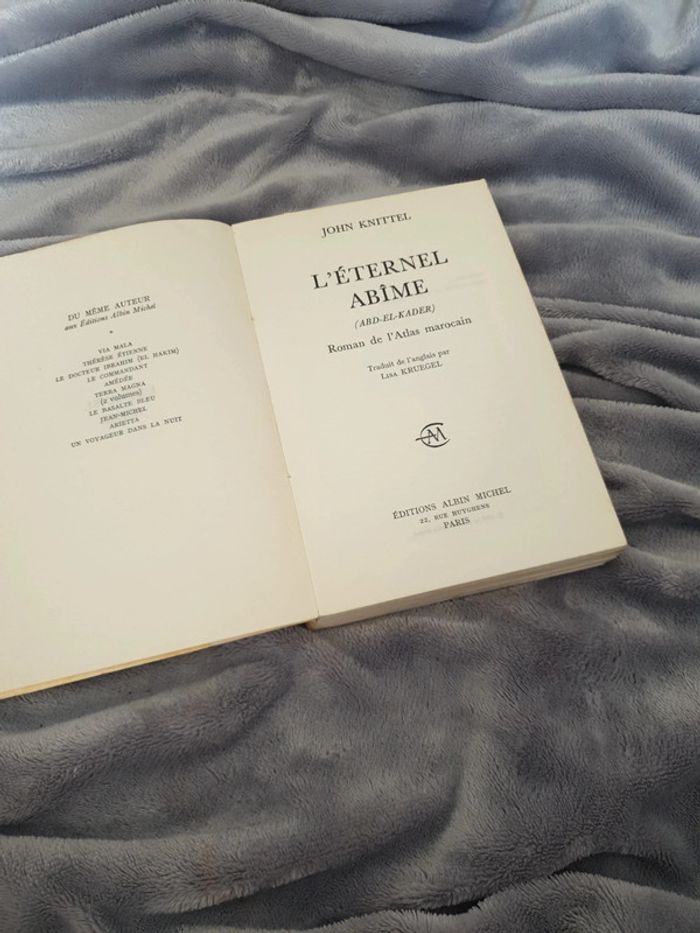 DU MÊME AUTEUR
aux Éditions Albin Michel
*
VIA MALA
THÉRÈSE ÉTIENNE
LE DOCTEUR IBRAHIM (EL HAKIM)
LE COMMANDANT
AMÉDÉE
TERRA MAGNA
(2 volumes)
LE BASALTE BLEU
JEAN-MICHEL
ARIETTA
UN VOYAGEUR DANS LA NUIT
JOHN KNITTEL
L'ÉTERNEL
ABÎME
(ABD-EL-KADER)
Roman de l'Atlas marocain
Traduit de l'anglais par
LISA KRUEGEL
AM
ÉDITIONS ALBIN MICHEL
22, RUE HUYGHENS
PARIS